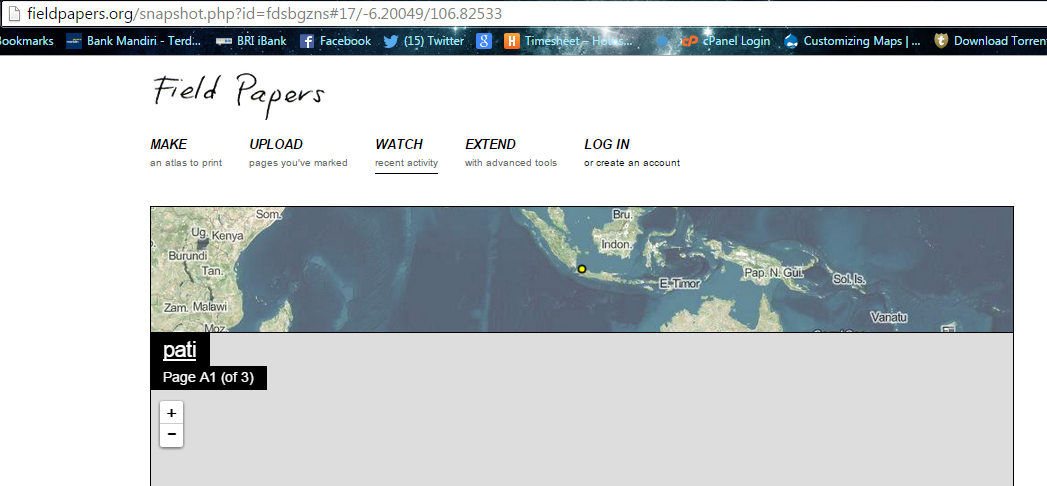 fieldpapers.org/snapshot.php?id=fdsbgzns#17/-6.20049/106.82533
Bookmarks Bank Mandiri - Terd... BRI iBank Facebook (15) Twitter Timesheet – cPanel Login Customizing Maps | ... Download Torren
Field Papers
MAKE UPLOAD WATCH EXTEND LOG IN
an atlas to print pages you've marked recent activity with advanced tools or create an account
Som. Bru.
Ug. Kenya Indon.
Burundi
Tan. E. Timor Pap. N. Gui. Sol. Is.
Zam. Malawi Vanatu
Moz. Fij
pati
Page A1 (of 3)
+
−